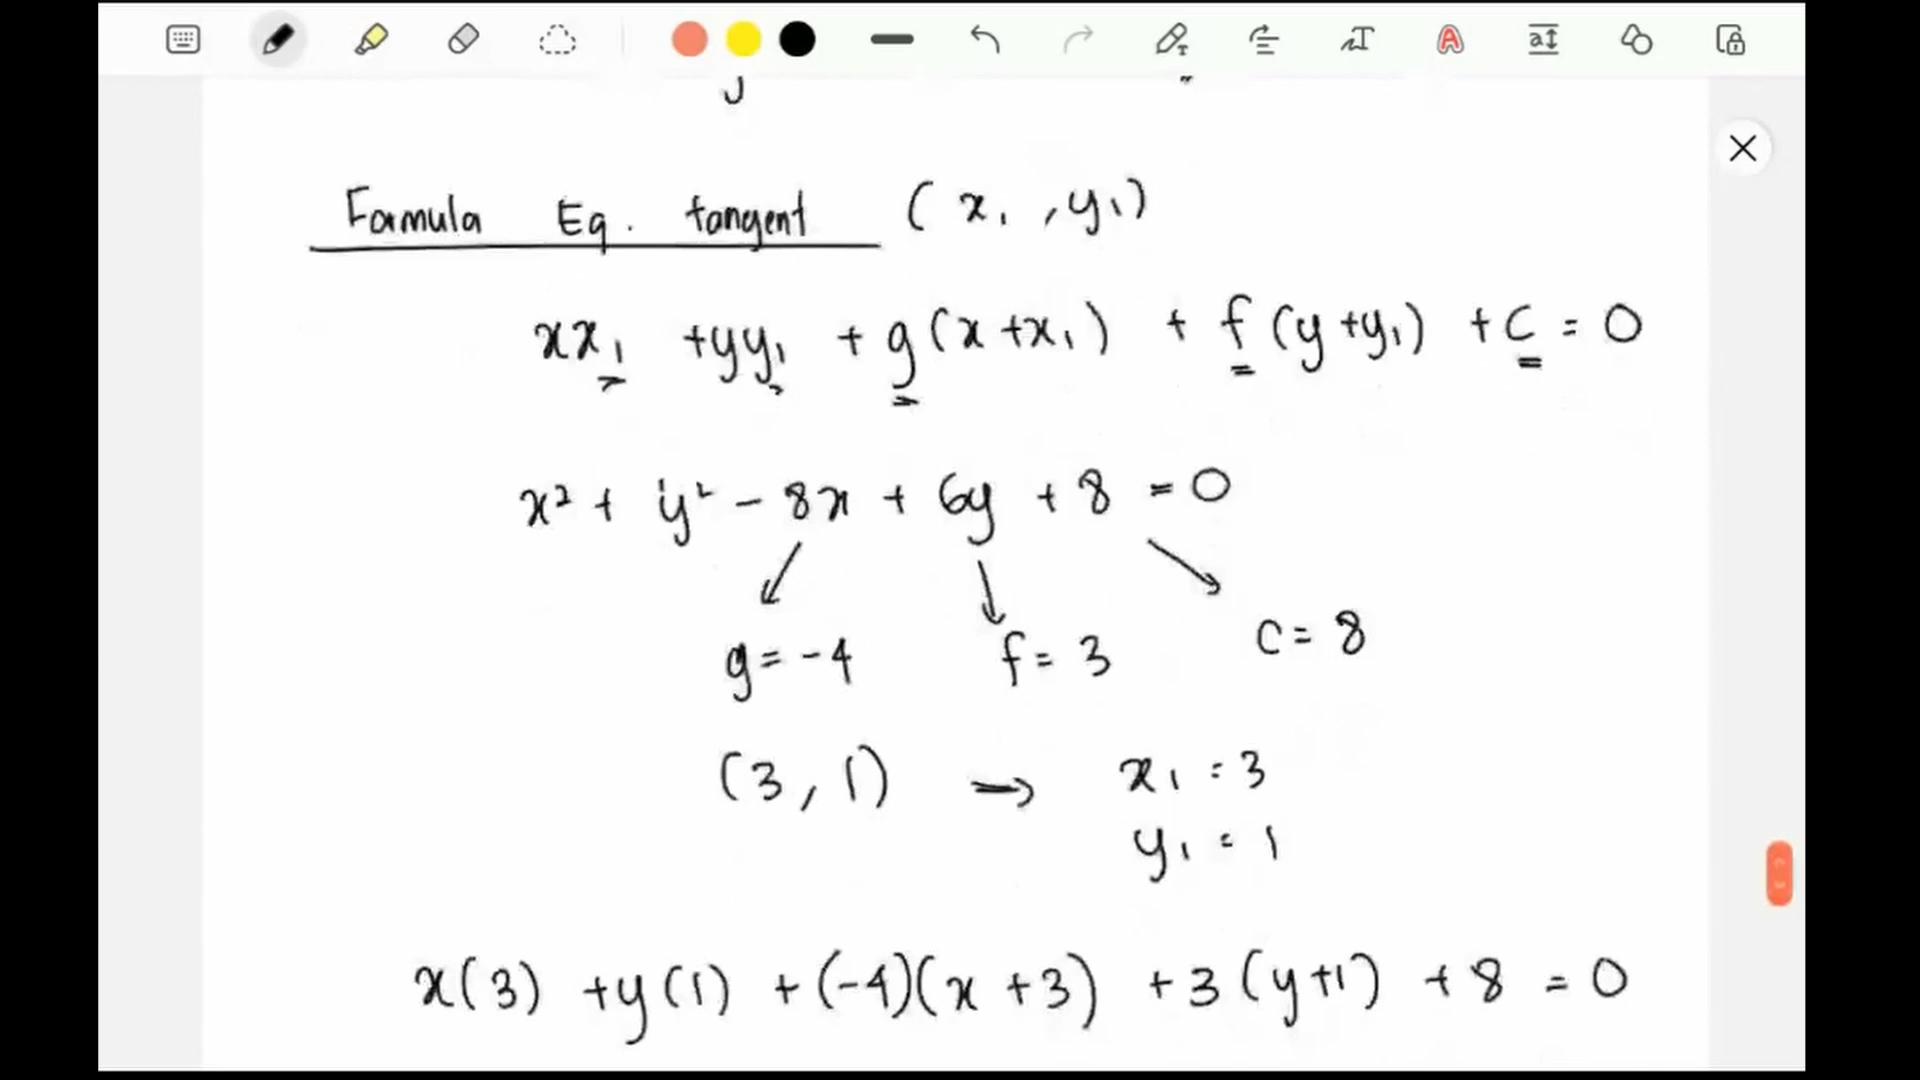 Formula Eq. tangent (x₁, y₁)
xx₁ + yy₁ + g(x + x₁) + f(y + y₁) + c = 0
x² + y² - 8x + 6y + 8 = 0
g = -4 f = 3 c = 8
(3, 1) → x₁ = 3
y₁ = 1
x(3) + y(1) + (-4)(x + 3) + 3(y + 1) + 8 = 0